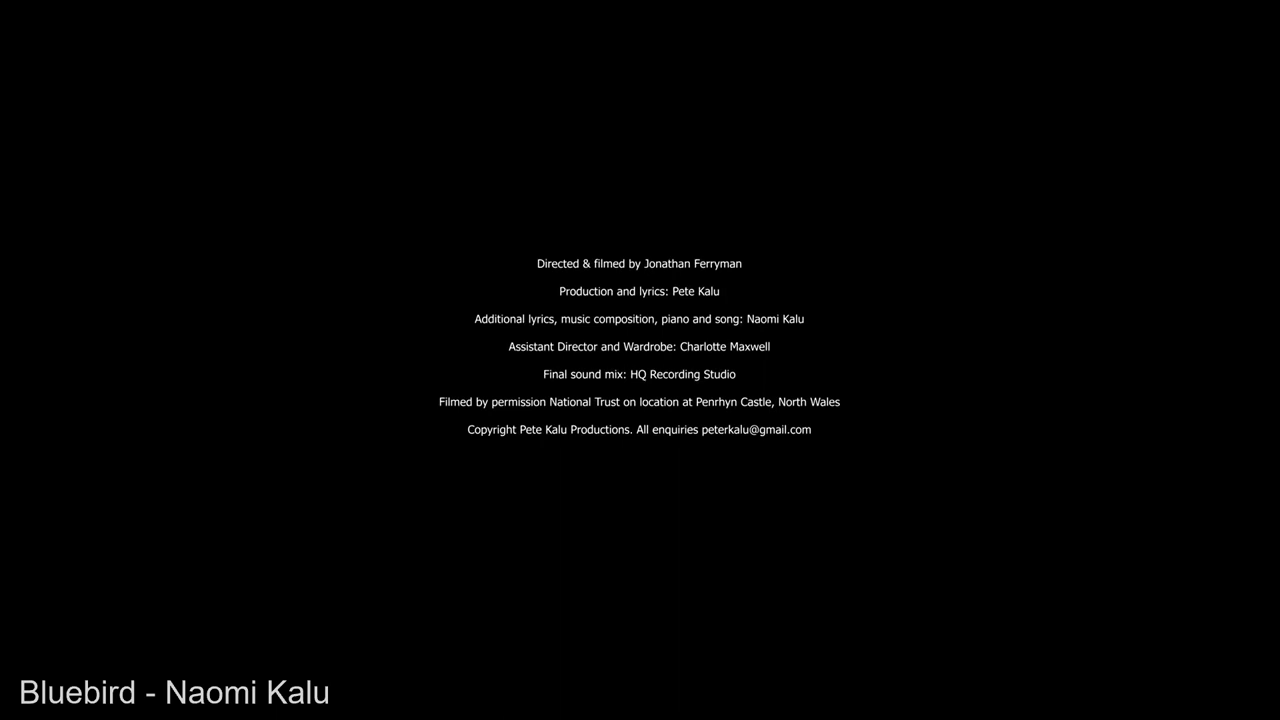 Directed & filmed by Jonathan Ferryman
Production and lyrics: Pete Kalu
Additional lyrics, music composition, piano and song: Naomi Kalu
Assistant Director and Wardrobe: Charlotte Maxwell
Final sound mix: HQ Recording Studio
Filmed by permission National Trust on location at Penrhyn Castle, North Wales
Copyright Pete Kalu Productions. All enquiries peterkalu@gmail.com
Bluebird - Naomi Kalu